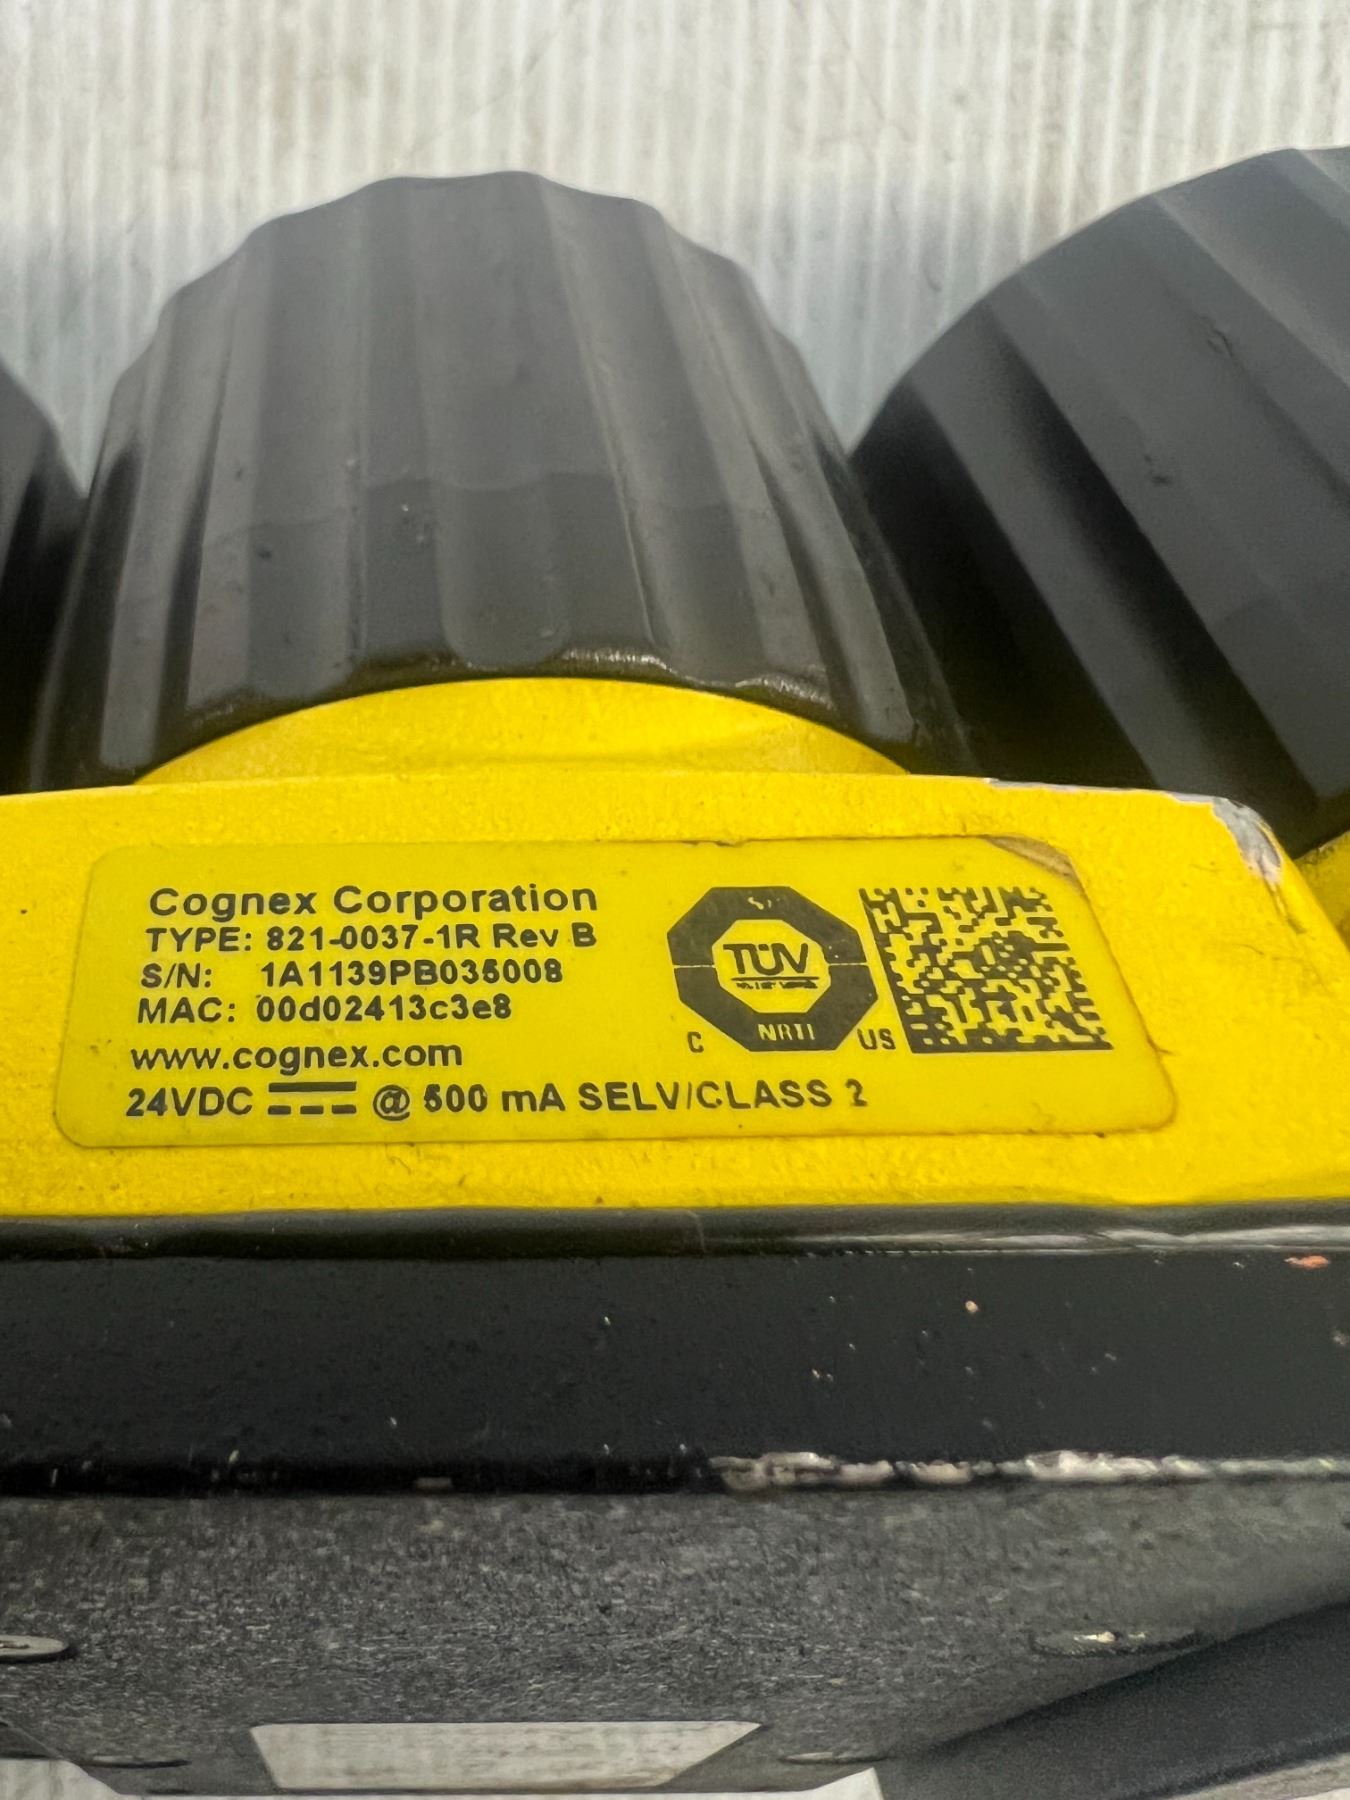 Cognex Corporation
TYPE: 821-0037-1R Rev B
S/N: 1A1139PB035008
MAC: 00d02413c3e8
www.cognex.com
24VDC @ 500 mA SELV/CLASS 2
TÜV
C US